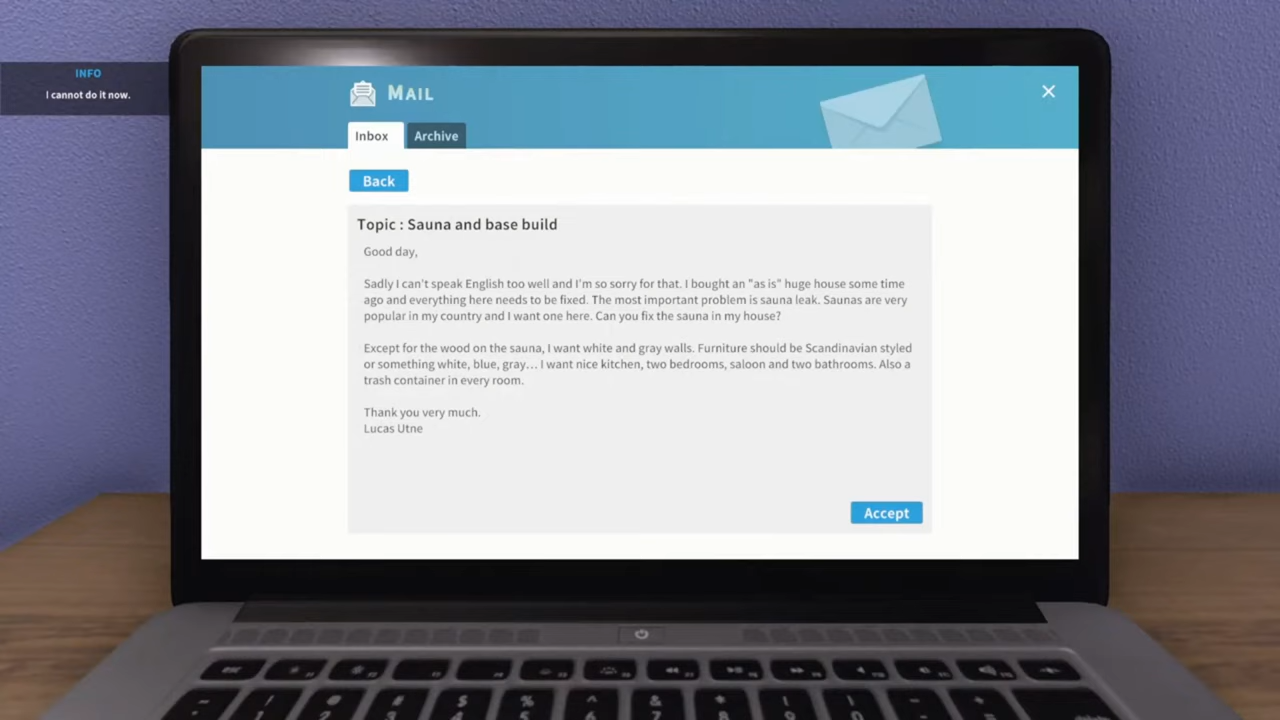 INFO
I cannot do it now.
MAIL
Inbox
Archive
Back
Topic : Sauna and base build
Good day,
Sadly I can't speak English too well and I'm so sorry for that. I bought an "as is" huge house some time
ago and everything here needs to be fixed. The most important problem is sauna leak. Saunas are very
popular in my country and I want one here. Can you fix the sauna in my house?
Except for the wood on the sauna, I want white and gray walls. Furniture should be Scandinavian styled
or something white, blue, gray... I want nice kitchen, two bedrooms, saloon and two bathrooms. Also a
trash container in every room.
Thank you very much.
Lucas Utne
Accept